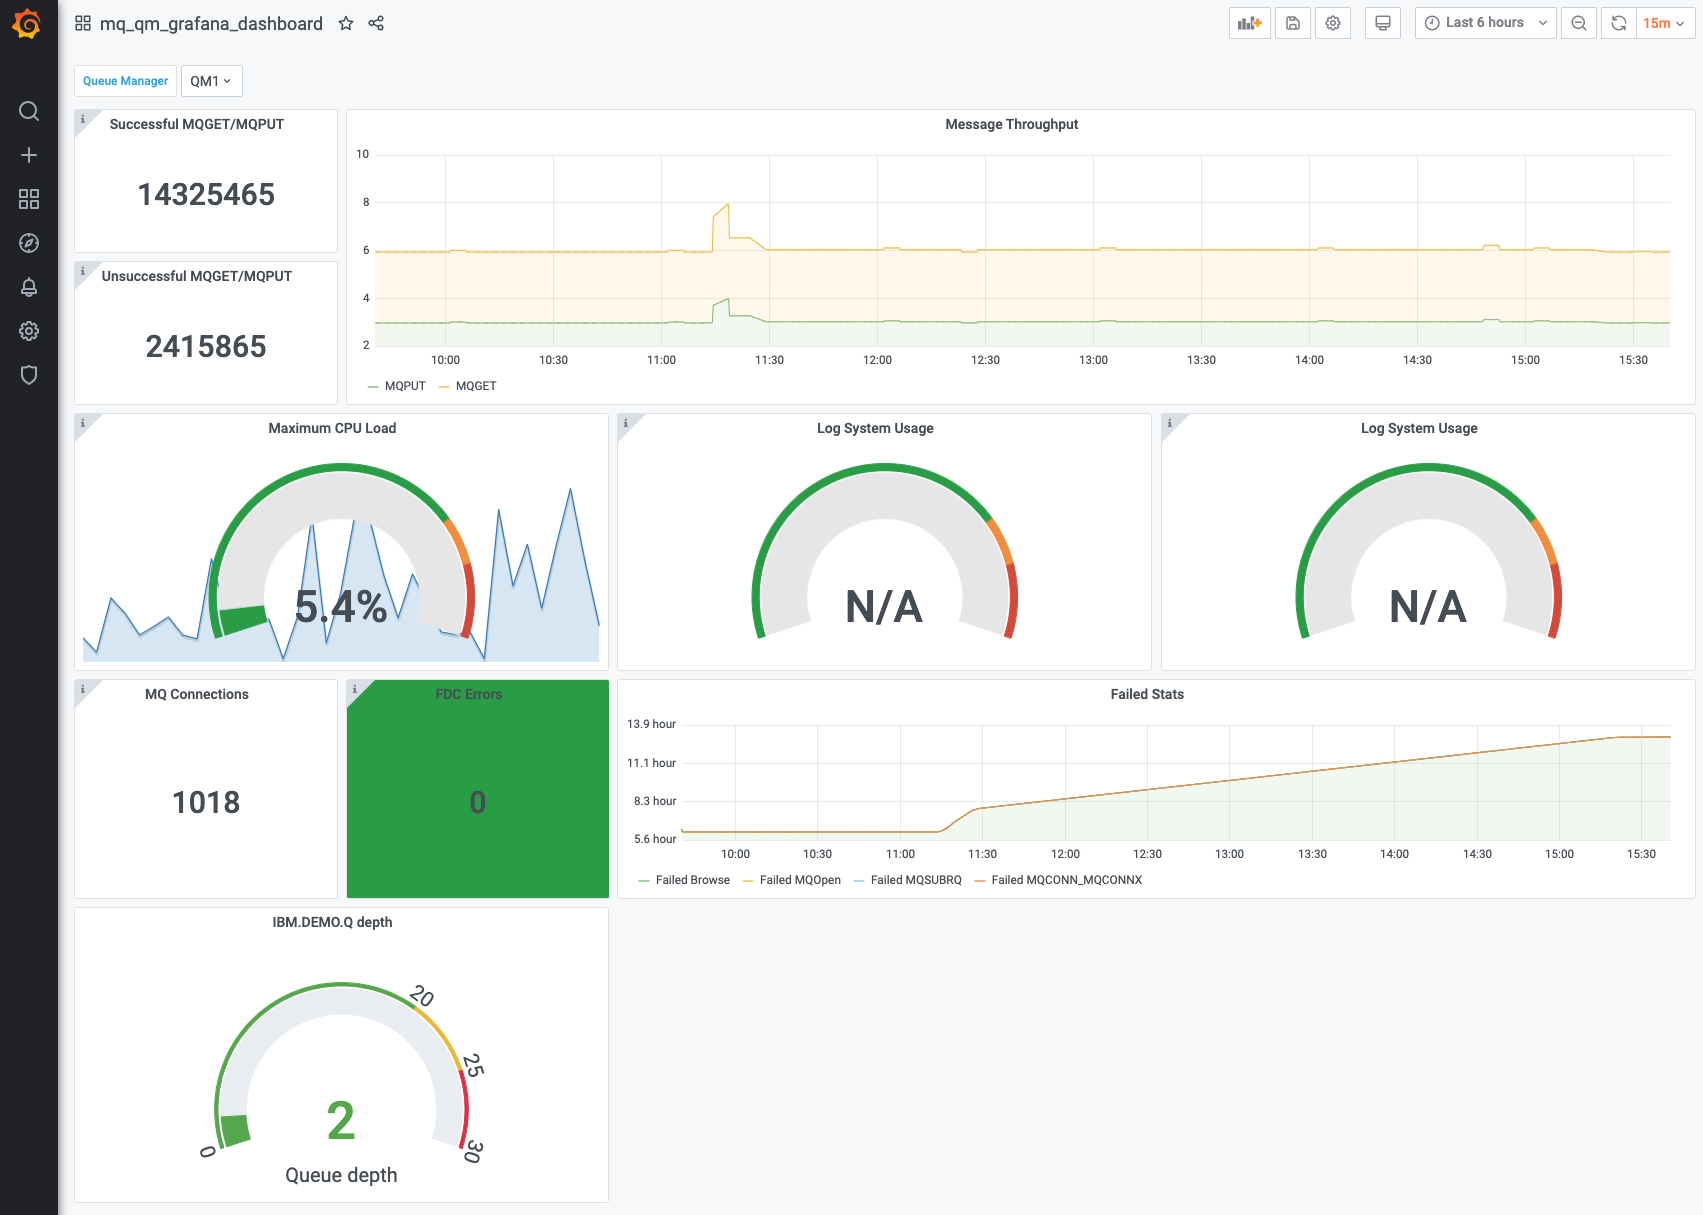 mq_qm_grafana_dashboard
Last 6 hours
15m
Queue Manager
QM1
i
Successful MQGET/MQPUT
14325465
i
Unsuccessful MQGET/MQPUT
2415865
Message Throughput
10
8
6
4
2
10:00 10:30 11:00 11:30 12:00 12:30 13:00 13:30 14:00 14:30 15:00 15:30
MQPUT MQGET
i
Maximum CPU Load
5.4%
i
Log System Usage
N/A
i
Log System Usage
N/A
i
MQ Connections
1018
i
FDC Errors
0
Failed Stats
13.9 hour
11.1 hour
8.3 hour
5.6 hour
10:00 10:30 11:00 11:30 12:00 12:30 13:00 13:30 14:00 14:30 15:00 15:30
Failed Browse Failed MQOpen Failed MQSUBRQ Failed MQCONN_MQCONNX
IBM.DEMO.Q depth
20
25
2
0
30
Queue depth